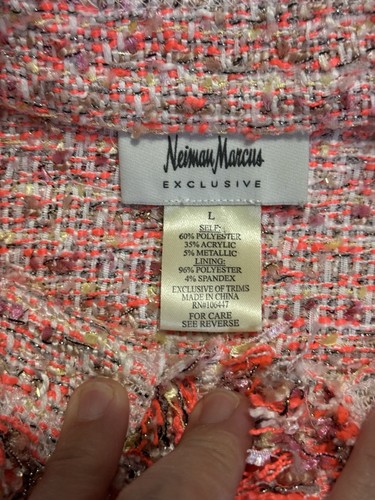 Neiman Marcus
EXCLUSIVE
L
SELF:
60% POLYESTER
35% ACRYLIC
5% METALLIC
LINING:
96% POLYESTER
4% SPANDEX
EXCLUSIVE OF TRIMS
MADE IN CHINA
RN#106447
FOR CARE
SEE REVERSE